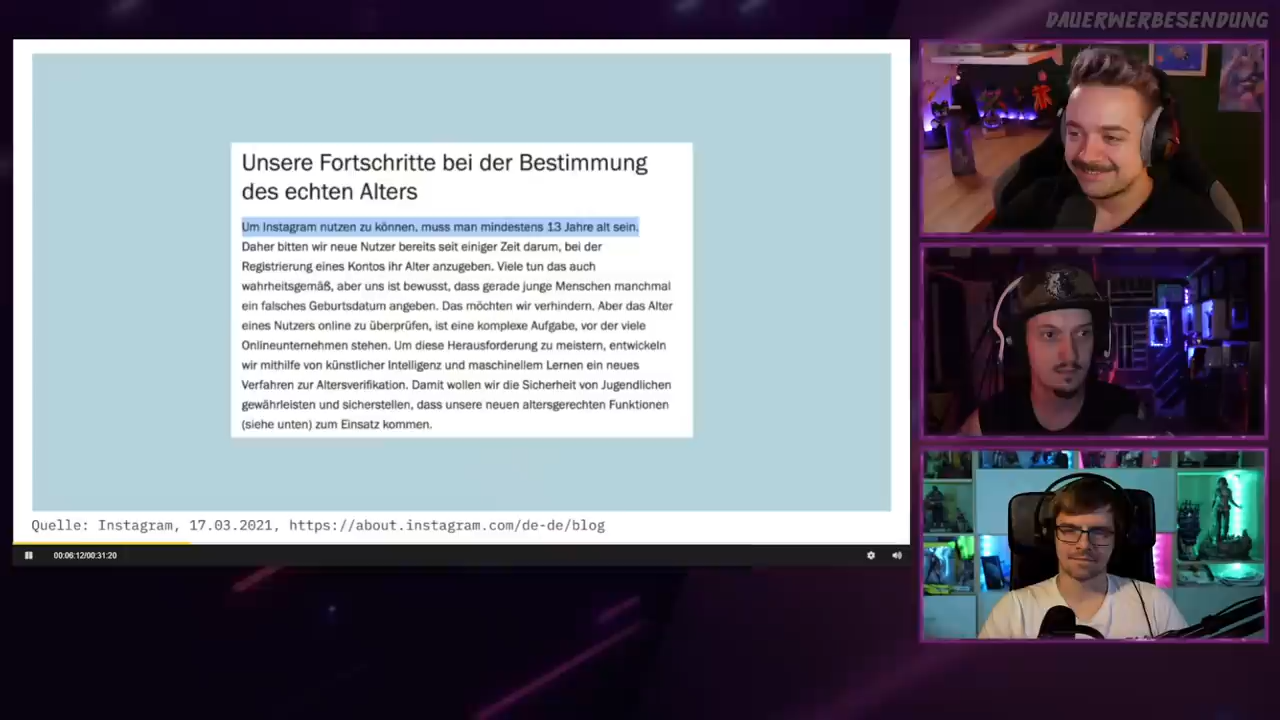 DAUERWERBESENDUNG
Unsere Fortschritte bei der Bestimmung
des echten Alters
Um Instagram nutzen zu können, muss man mindestens 13 Jahre alt sein.
Daher bitten wir neue Nutzer bereits seit einiger Zeit darum, bei der
Registrierung eines Kontos ihr Alter anzugeben. Viele tun das auch
wahrheitsgemäß, aber uns ist bewusst, dass gerade junge Menschen manchmal
ein falsches Geburtsdatum angeben. Das möchten wir verhindern. Aber das Alter
eines Nutzers online zu überprüfen, ist eine komplexe Aufgabe, vor der viele
Onlineunternehmen stehen. Um diese Herausforderung zu meistern, entwickeln
wir mithilfe von künstlicher Intelligenz und maschinellem Lernen ein neues
Verfahren zur Altersverifikation. Damit wollen wir die Sicherheit von Jugendlichen
gewährleisten und sicherstellen, dass unsere neuen altersgerechten Funktionen
(siehe unten) zum Einsatz kommen.
Quelle: Instagram, 17.03.2021, https://about.instagram.com/de-de/blog
00:06:12/00:31:20